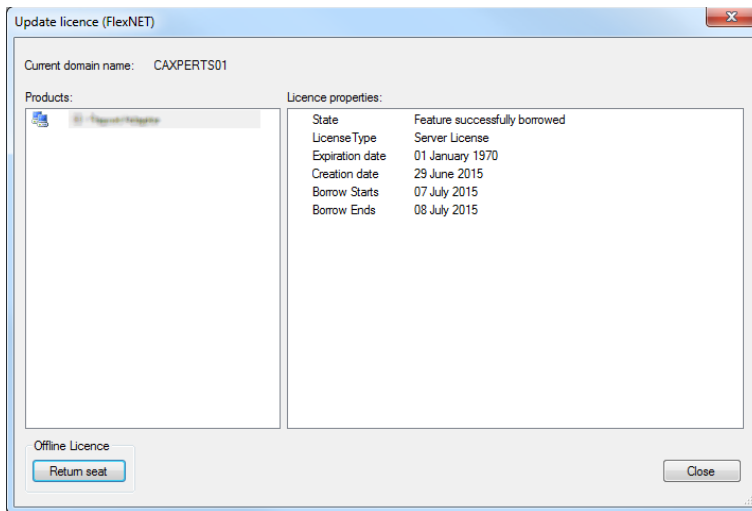 Update licence (FlexNET)
Current domain name: CAXPERTS01
Products:
Licence properties:
State Feature successfully borrowed
LicenseType Server License
Expiration date 01 January 1970
Creation date 29 June 2015
Borrow Starts 07 July 2015
Borrow Ends 08 July 2015
Offline Licence
Return seat
Close